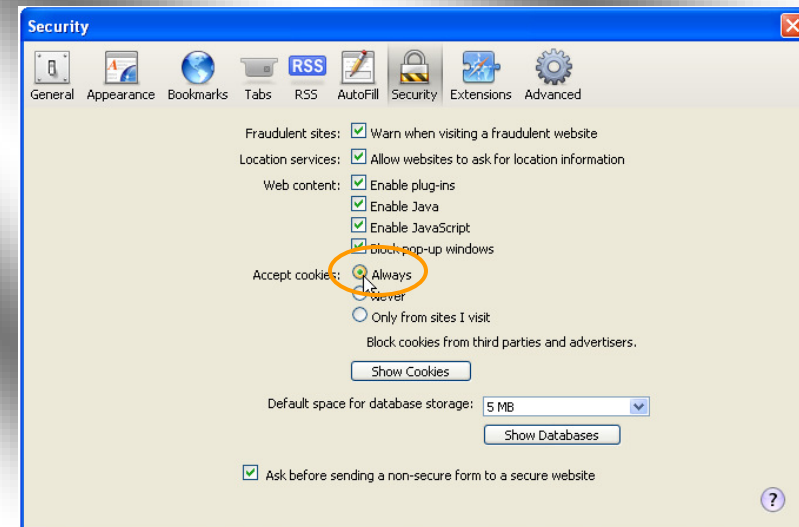 Security
RSS
General Appearance Bookmarks Tabs RSS AutoFill Security Extensions Advanced
Fraudulent sites: Warn when visiting a fraudulent website
Location services: Allow websites to ask for location information
Web content: Enable plug-ins
Enable Java
Enable JavaScript
Block pop-up windows
Accept cookies: Always
Never
Only from sites I visit
Block cookies from third parties and advertisers.
Show Cookies
Default space for database storage: 5 MB
Show Databases
Ask before sending a non-secure form to a secure website
?